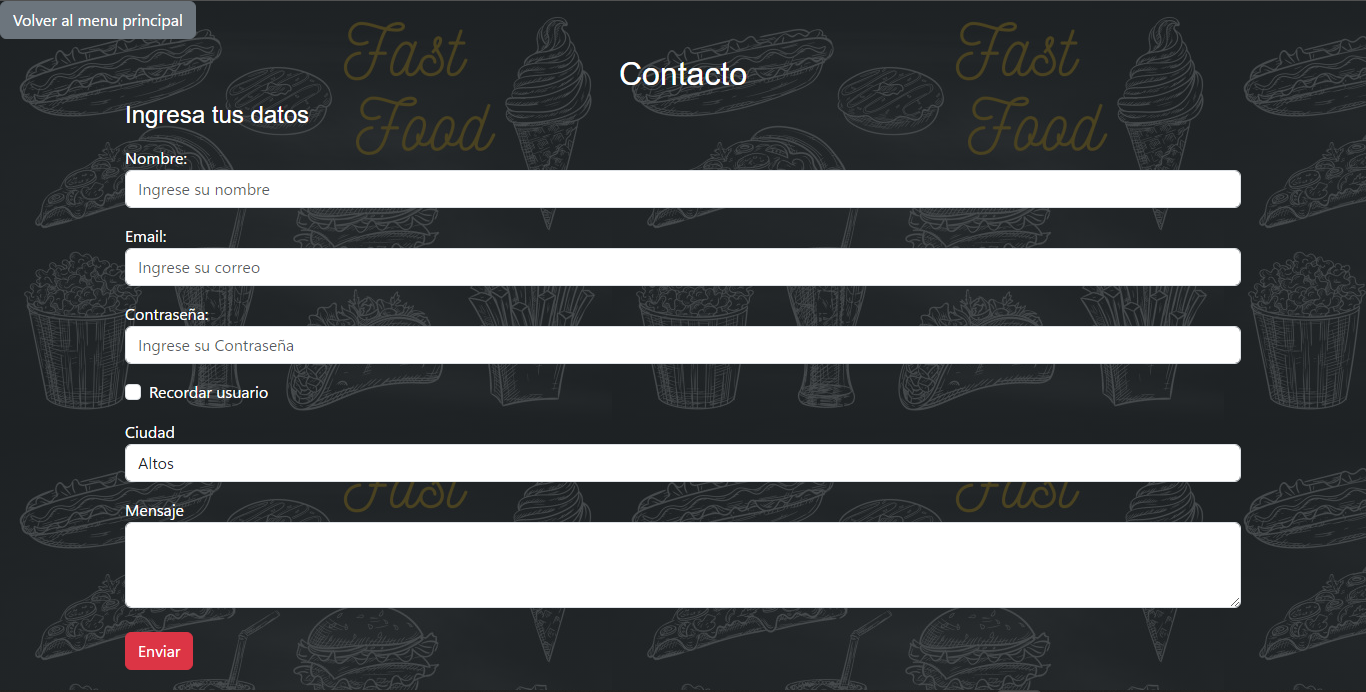 Volver al menu principal
Fast
Food
Fast
Food
Contacto
Ingresa tus datos
Nombre:
Ingrese su nombre
Email:
Ingrese su correo
Contraseña:
Ingrese su Contraseña
Recordar usuario
Ciudad
Altos
Fast
Fast
Mensaje
Enviar